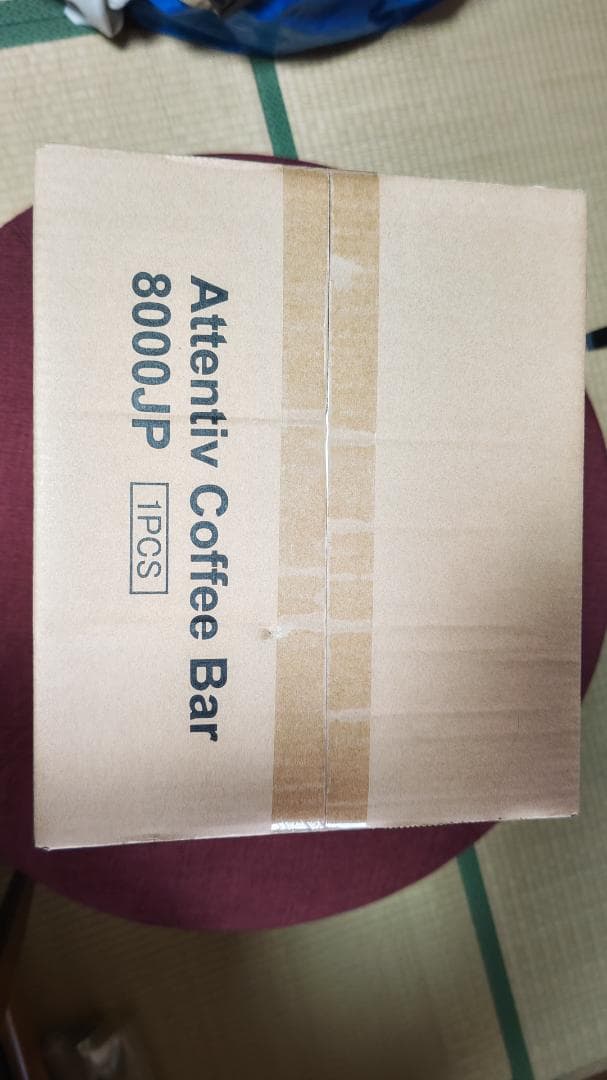 Attentiv Coffee Bar
8000JP 1PCS